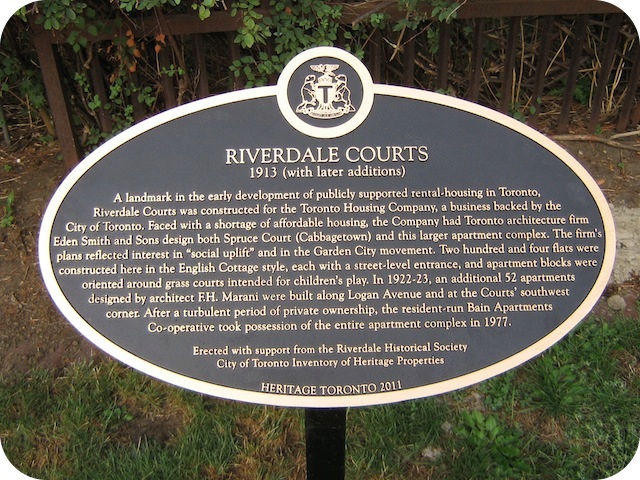 T
RIVERDALE COURTS
1913 (with later additions)
A landmark in the early development of publicly supported rental-housing in Toronto,
Riverdale Courts was constructed for the Toronto Housing Company, a business backed by the
City of Toronto. Faced with a shortage of affordable housing, the Company had Toronto architecture firm
Eden Smith and Sons design both Spruce Court (Cabbagetown) and this larger apartment complex. The firm's
plans reflected interest in "social uplift" and in the Garden City movement. Two hundred and four flats were
constructed here in the English Cottage style, each with a street-level entrance, and apartment blocks were
oriented around grass courts intended for children's play. In 1922-23, an additional 52 apartments
designed by architect F.H. Marani were built along Logan Avenue and at the Courts' southwest
corner. After a turbulent period of private ownership, the resident-run Bain Apartments
Co-operative took possession of the entire apartment complex in 1977.
Erected with support from the Riverdale Historical Society
City of Toronto Inventory of Heritage Properties
HERITAGE TORONTO 2011